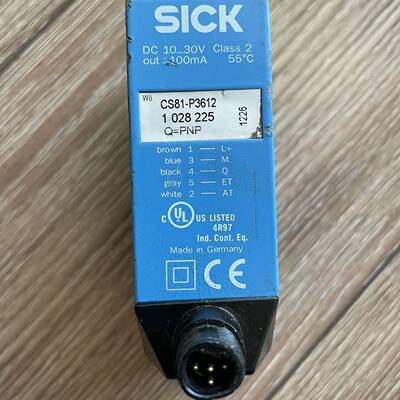 SICK
DC 10...30V Class 2
out ≤100mA 55°C
Wö
CS81-P3612
1 028 225
Q=PNP
1226
brown 1 — L+
blue 3 — M
black 4 — Q
gray 5 — ET
white 2 — AT
C UL US LISTED
4R97
Ind. Cont. Eq.
Made in Germany
CE